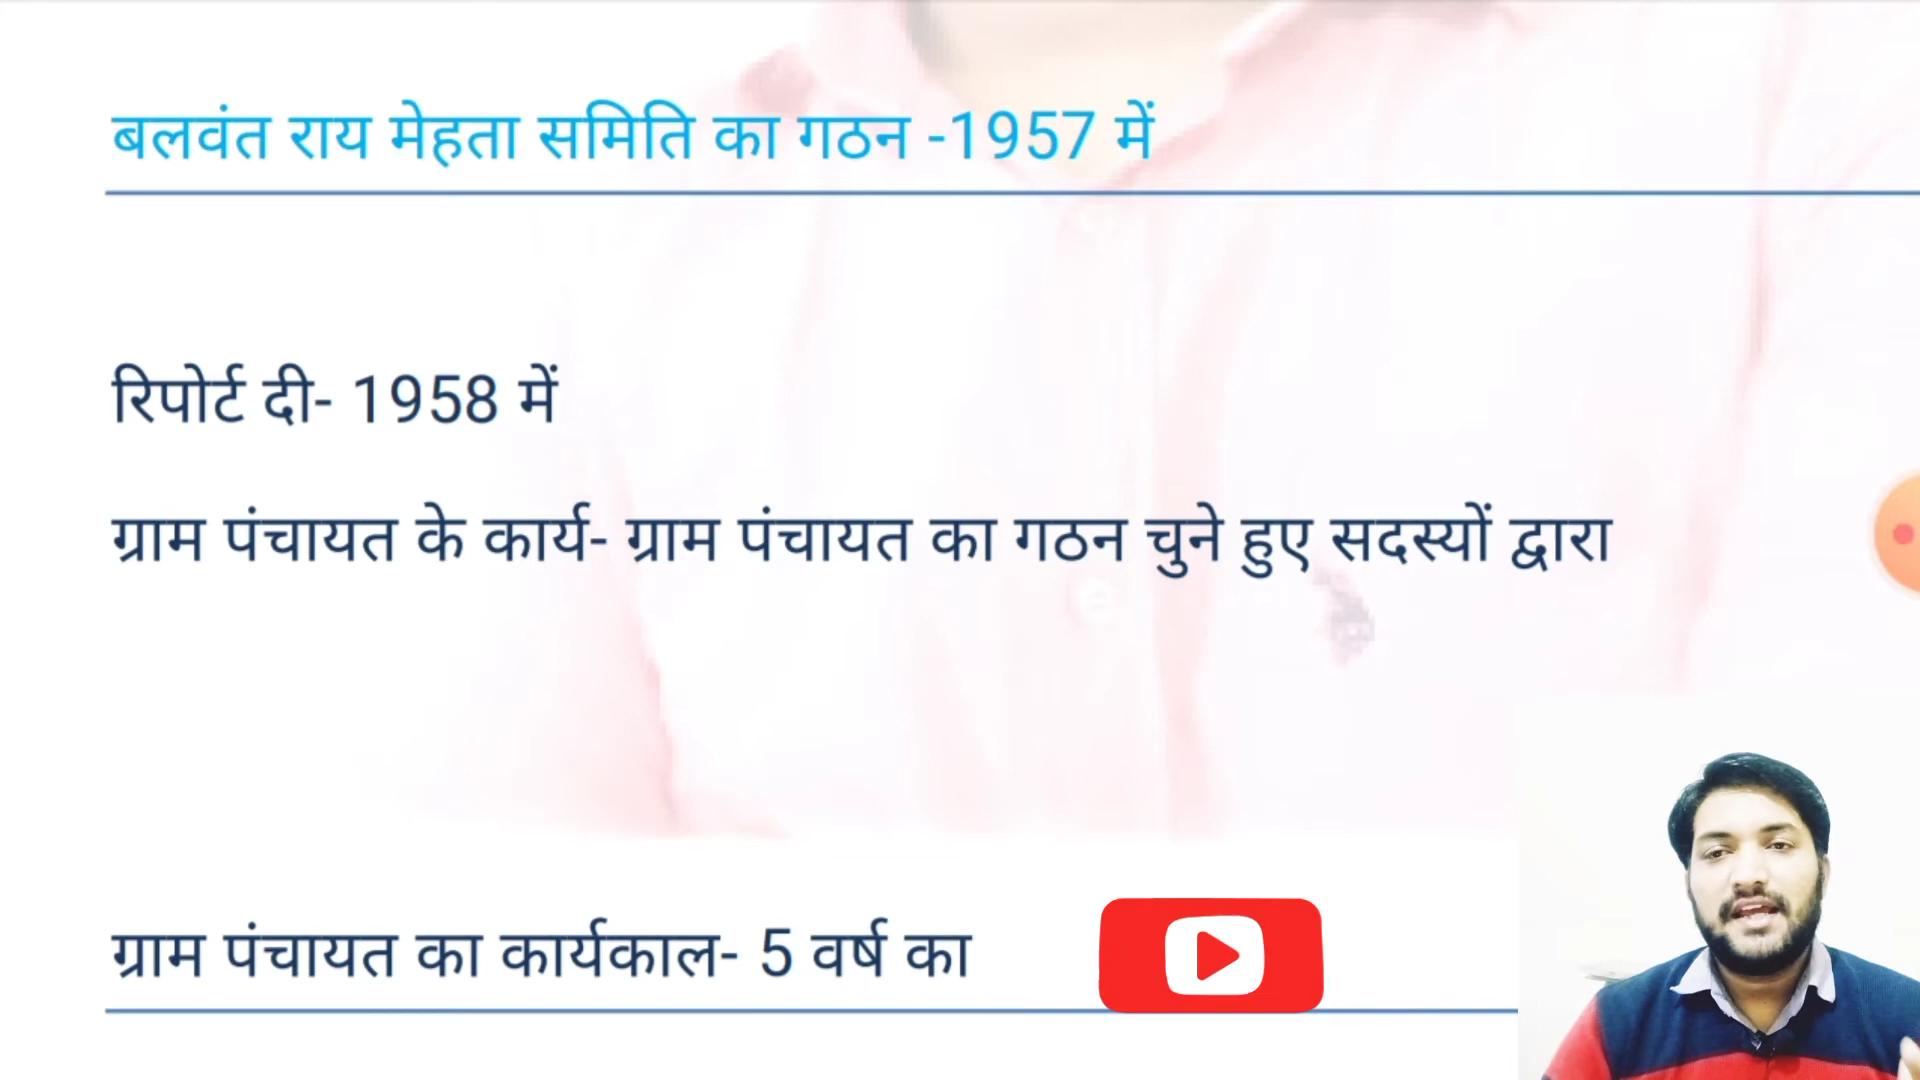 बलवंत राय मेहता समिति का गठन -1957 में
रिपोर्ट दी- 1958 में
ग्राम पंचायत के कार्य- ग्राम पंचायत का गठन चुने हुए सदस्यों द्वारा
ग्राम पंचायत का कार्यकाल- 5 वर्ष का